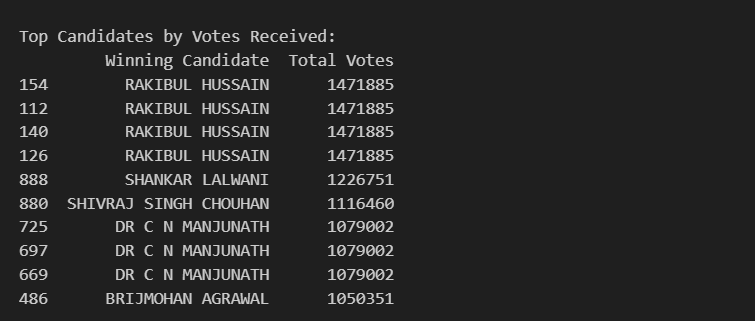 Top Candidates by Votes Received:
Winning Candidate Total Votes
154 RAKIBUL HUSSAIN 1471885
112 RAKIBUL HUSSAIN 1471885
140 RAKIBUL HUSSAIN 1471885
126 RAKIBUL HUSSAIN 1471885
888 SHANKAR LALWANI 1226751
880 SHIVRAJ SINGH CHOUHAN 1116460
725 DR C N MANJUNATH 1079002
697 DR C N MANJUNATH 1079002
669 DR C N MANJUNATH 1079002
486 BRIJMOHAN AGRAWAL 1050351